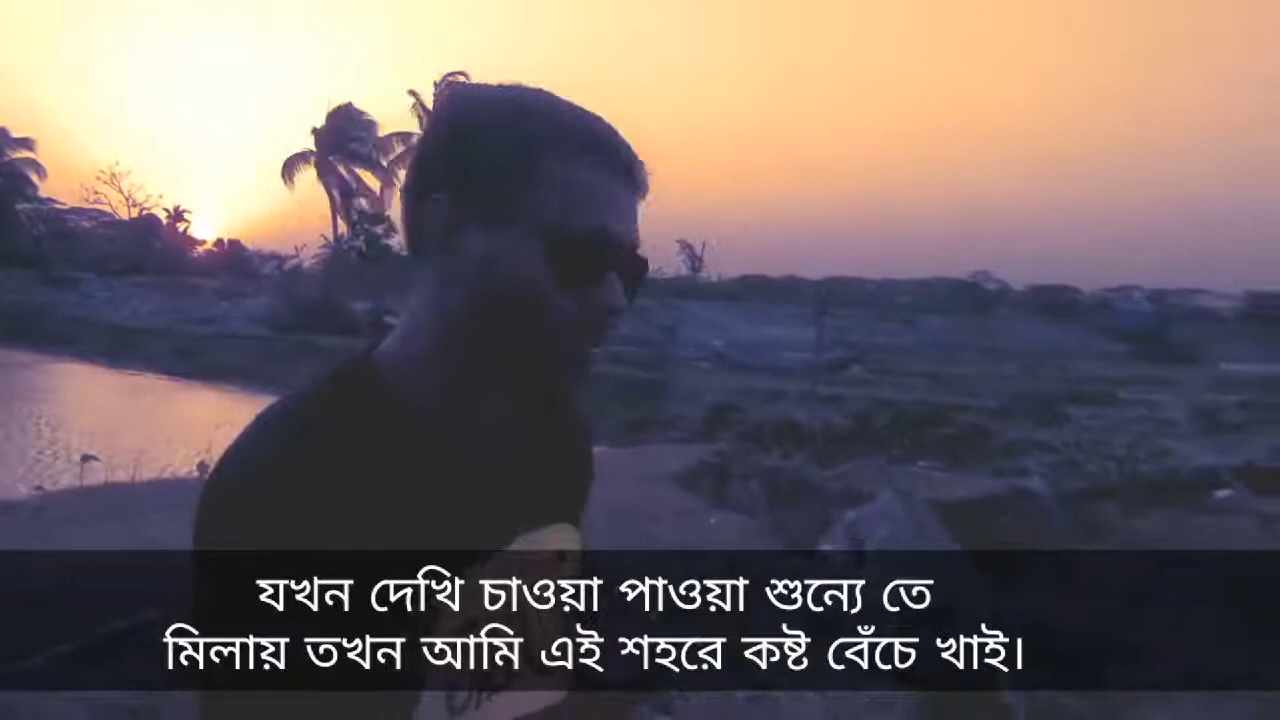 যখন দেখি চাওয়া পাওয়া শুন্যে তে
মিলায় তখন আমি এই শহরে কষ্ট বেঁচে খাই।